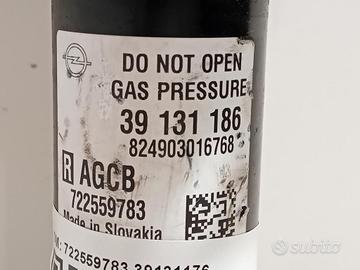 DO NOT OPEN
GAS PRESSURE
39 131 186
824903016768
R AGCB
722559783
Made in Slovakia
722559783 39131176
subito